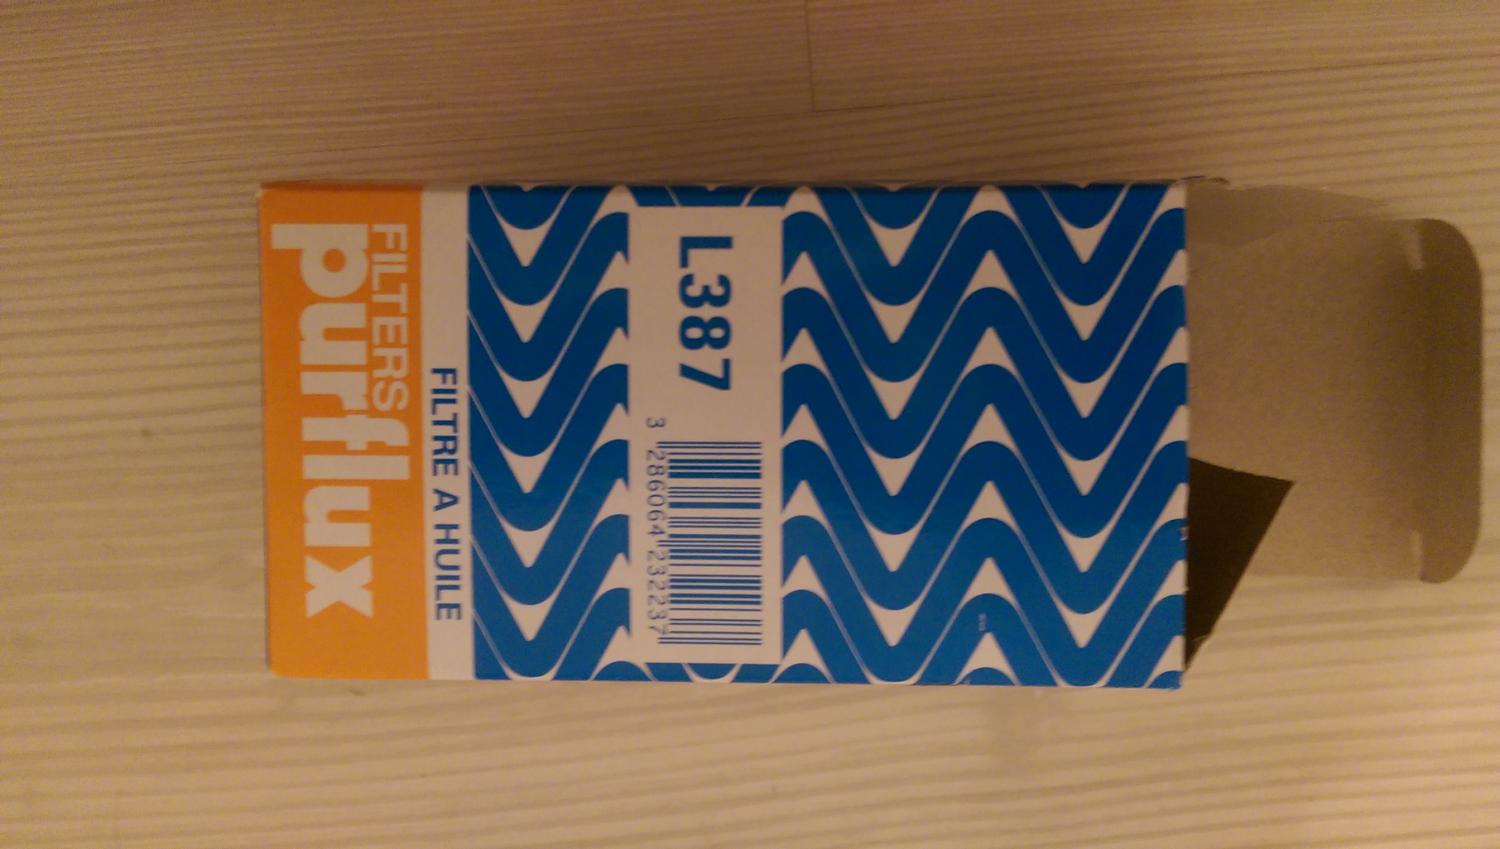 FILTERS
purflux
FILTRE A HUILE
L387
3 286064 232237